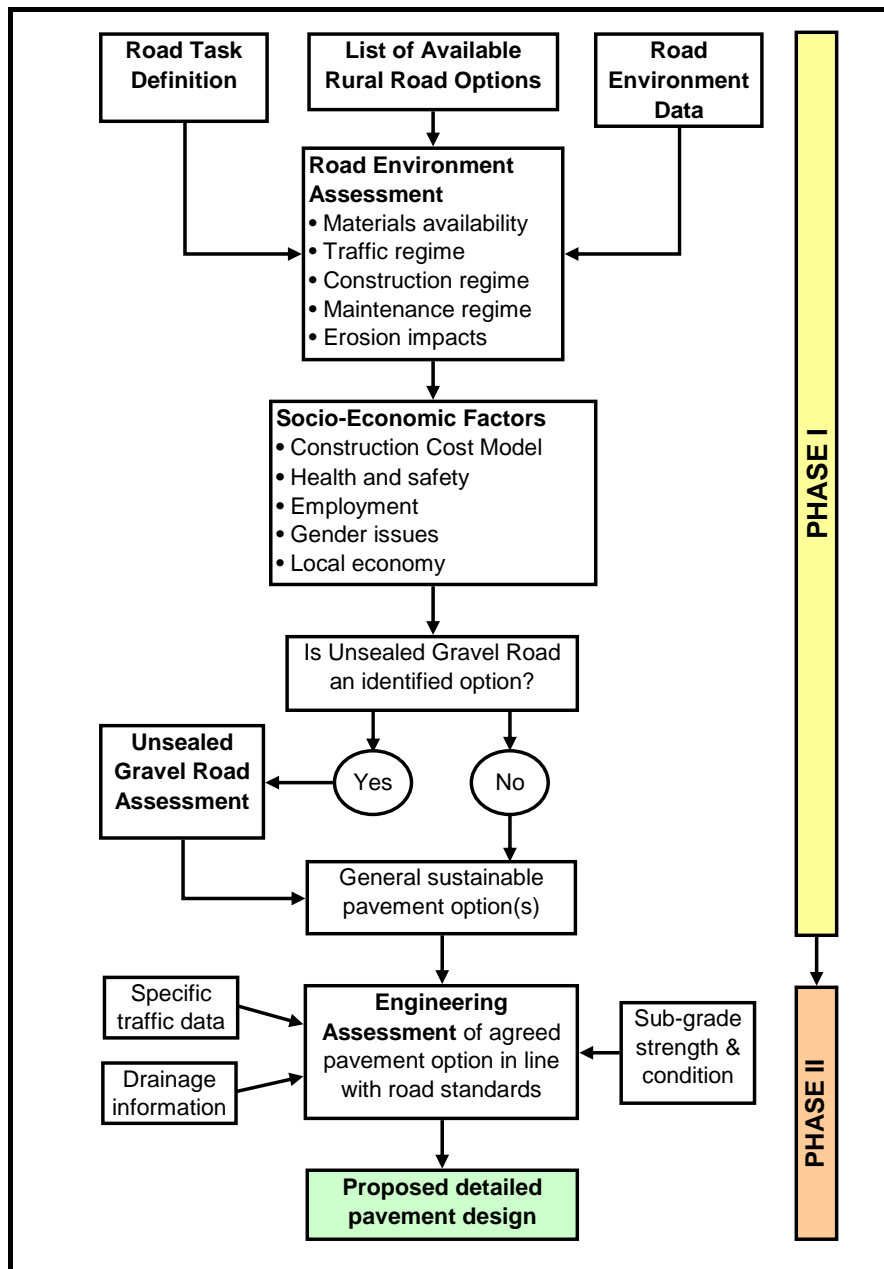 Road Task
Definition
List of Available
Rural Road Options
Road
Environment
Data
Road Environment
Assessment
• Materials availability
• Traffic regime
• Construction regime
• Maintenance regime
• Erosion impacts
Socio-Economic Factors
• Construction Cost Model
• Health and safety
• Employment
• Gender issues
• Local economy
PHASE I
Is Unsealed Gravel Road
an identified option?
Unsealed
Gravel Road
Assessment
Yes
No
General sustainable
pavement option(s)
Specific
traffic data
Drainage
information
Engineering
Assessment of agreed
pavement option in line
with road standards
Sub-grade
strength &
condition
PHASE II
Proposed detailed
pavement design